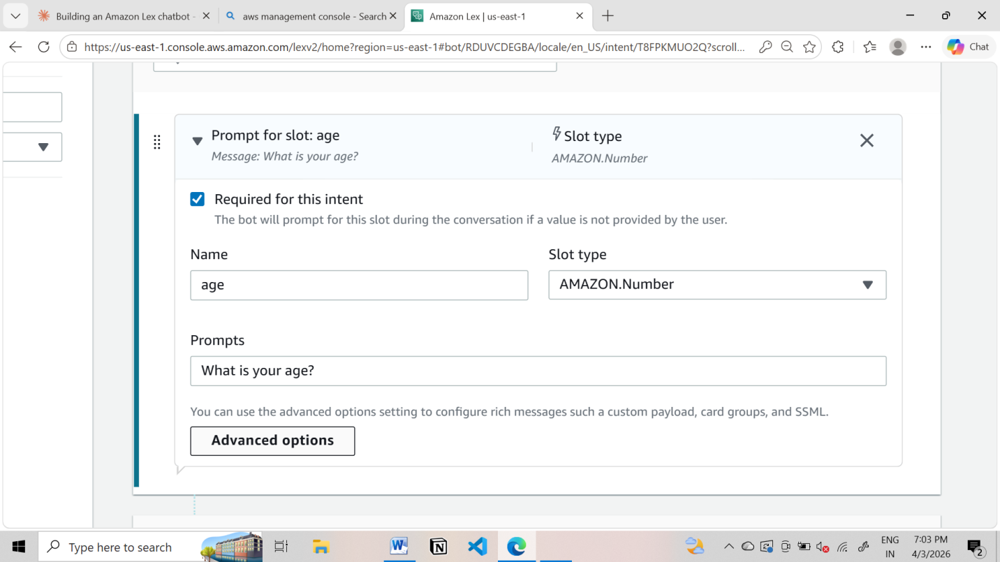 Building an Amazon Lex chatbot -
aws management console - Search
Amazon Lex | us-east-1
https://us-east-1.console.aws.amazon.com/lexv2/home?region=us-east-1#bot/RDUVCDEGBA/locale/en_US/intent/T8FPKMUO2Q?scroll...
Chat
Prompt for slot: age
Message: What is your age?
Slot type
AMAZON.Number
Required for this intent
The bot will prompt for this slot during the conversation if a value is not provided by the user.
Name
Slot type
age
AMAZON.Number
Prompts
What is your age?
You can use the advanced options setting to configure rich messages such a custom payload, card groups, and SSML.
Advanced options
Type here to search
ENG
IN
7:03 PM
4/3/2026
2